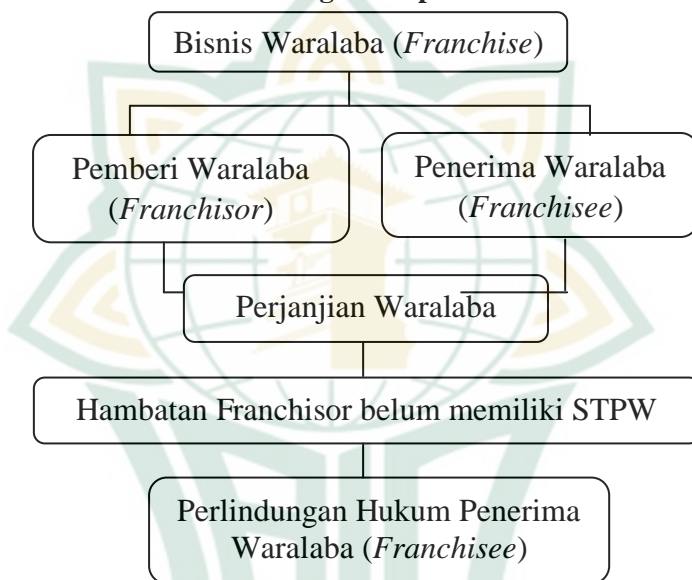 Bisnis Waralaba (Franchise)
Pemberi Waralaba
(Franchisor)
Penerima Waralaba
(Franchisee)
Perjanjian Waralaba
Hambatan Franchisor belum memiliki STPW
Perlindungan Hukum Penerima
Waralaba (Franchisee)